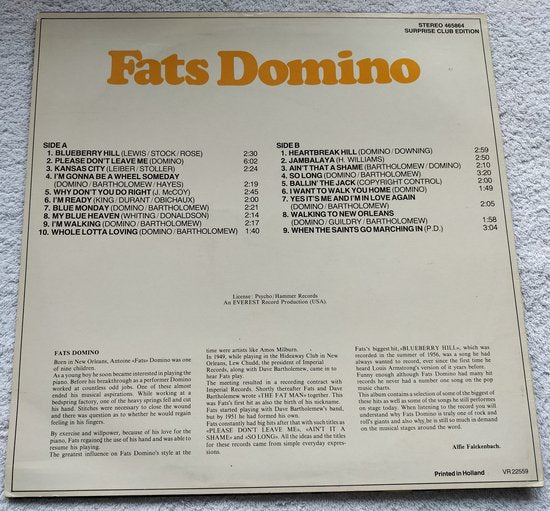 STEREO 465864
SURPRISE CLUB EDITION
Fats Domino
SIDE A
1. BLUEBERRY HILL (LEWIS / STOCK / ROSE) 2:30
2. PLEASE DON'T LEAVE ME (DOMINO) 6:02
3. KANSAS CITY (LEIBER / STOLLER) 2:24
4. I'M GONNA BE A WHEEL SOMEDAY
(DOMINO / BARTHOLOMEW / HAYES) 2:19
5. WHY DON'T YOU DO RIGHT (J. McCOY) 2:45
6. I'M READY (KING / DURANT / OBICHAUX) 2:00
7. BLUE MONDAY (DOMINO / BARTHOLOMEW) 2:21
8. MY BLUE HEAVEN (WHITING / DONALDSON) 2:14
9. I'M WALKING (DOMINO / BARTHOLOMEW) 2:17
10. WHOLE LOTTA LOVING (DOMINO / BARTHOLOMEW) 1:40
SIDE B
1. HEARTBREAK HILL (DOMINO / DOWNING) 2:59
2. JAMBALAYA (H. WILLIAMS) 2:50
3. AIN'T THAT A SHAME (BARTHOLOMEW / DOMINO) 2:10
4. SO LONG (DOMINO / BARTHOLOMEW) 3:20
5. BALLIN' THE JACK (COPYRIGHT CONTROL) 2:00
6. I WANT TO WALK YOU HOME (DOMINO) 1:49
7. YES IT'S ME AND I'M IN LOVE AGAIN
(DOMINO / BARTHOLOMEW) 2:05
8. WALKING TO NEW ORLEANS
(DOMINO / GUILDRY / BARTHOLOMEW) 1:58
9. WHEN THE SAINTS GO MARCHING IN (P.D.) 3:04
License: Psycho/Hammer Records
An EVEREST Record Production (USA)
FATS DOMINO
Born in New Orleans, Antoine «Fats» Domino was one
of nine children.
As a young boy he soon became interested in playing the
piano. Before his breakthrough as a performer Domino
worked at countless odd jobs. One of these almost
ended his musical aspirations. While working at a
bedspring factory, one of the heavy springs fell and cut
his hand. Stitches were necessary to close the wound
and there was question as to whether he would regain
feeling in his fingers.
By exercise and willpower, because of his love for the
piano, Fats regained the use of his hand and was able to
resume his playing.
The greatest influence on Fats Domino's style at the
time were artists like Amos Milburn.
In 1949, while playing in the Hideaway Club in New
Orleans, Lew Chudd, the president of Imperial
Records, along with Dave Bartholomew, came in to
hear Fats play.
The meeting resulted in a recording contract with
Imperial Records. Shortly thereafter Fats and Dave
Bartholomew wrote «THE FAT MAN» together. This
was Fats's first hit as also the birth of his nickname.
Fats started playing with Dave Bartholomew's band,
but by 1951 he had formed his own.
Fats constantly had big hits after that with such titles as
«PLEASE DON'T LEAVE ME», «AIN'T IT A
SHAME» and «SO LONG». All the ideas and the titles
for these records came from simple everyday expres-
sions.
Fats's biggest hit, «BLUEBERRY HILL», which was
recorded in the summer of 1956, was a song he had
always wanted to record, ever since the time he
heard Louis Armstrong's version of it years before.
Funny enough although Fats Domino had many hit
records he never had a number one song on the pop
music charts.
This album contains a selection of some of the biggest of
these hits as well as some of the songs he still performs
on stage today. When listening to the record you will
understand why Fats Domino is truly one of rock and
roll's giants and also why he is still so much in demand
on the musical stages around the world.
Alfie Falckenbach.
Printed in Holland
VR 22559